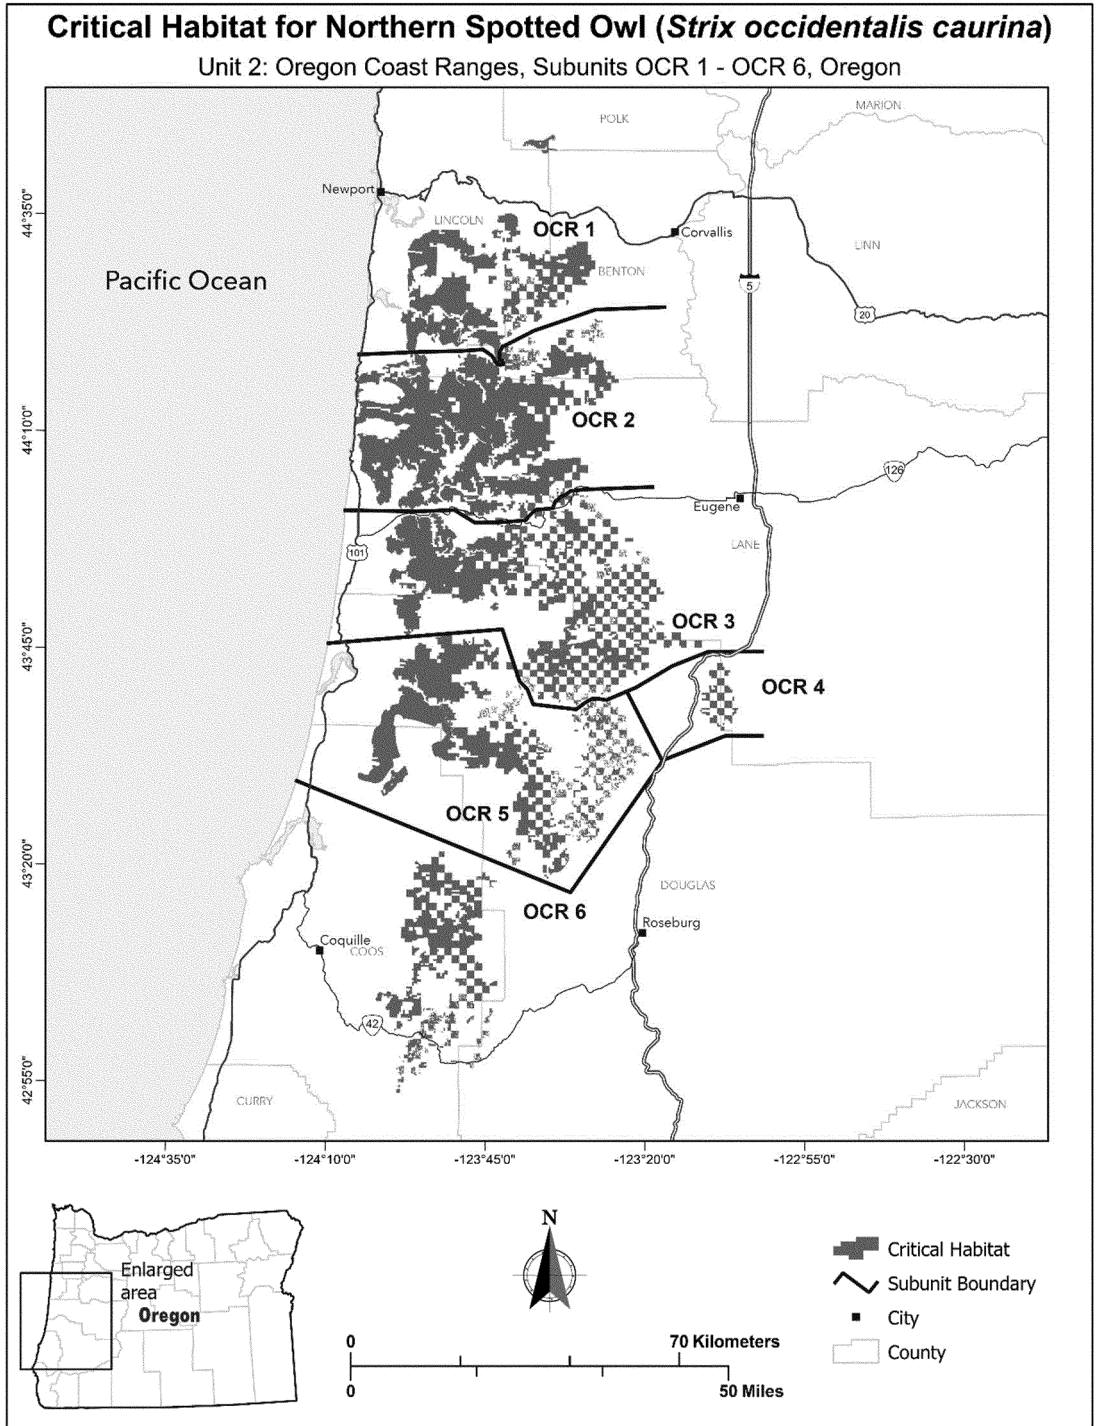 Critical Habitat for Northern Spotted Owl (Strix occidentalis caurina)
Unit 2: Oregon Coast Ranges, Subunits OCR 1 - OCR 6, Oregon
MARION
POLK
Newport
44°35'0"
LINCOLN
OCR 1
Corvallis
LINN
BENTON
Pacific Ocean
5
20
OCR 2
44°10'0"
126
Eugene
LANE
101
OCR 3
43°45'0"
OCR 4
OCR 5
43°20'0"
DOUGLAS
OCR 6
Roseburg
Coquille
COOS
42
42°55'0"
CURRY
JACKSON
-124°35'0"
-124°10'0"
-123°45'0"
-123°20'0"
-122°55'0"
-122°30'0"
Enlarged
area
Oregon
N
Critical Habitat
Subunit Boundary
City
County
0
70 Kilometers
0
50 Miles